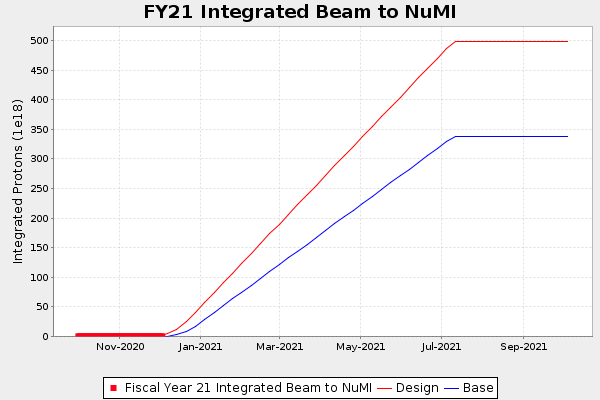 FY21 Integrated Beam to NuMI
Integrated Protons (1e18)
500
450
400
350
300
250
200
150
100
50
0
Nov-2020 Jan-2021 Mar-2021 May-2021 Jul-2021 Sep-2021
Fiscal Year 21 Integrated Beam to NuMI Design Base